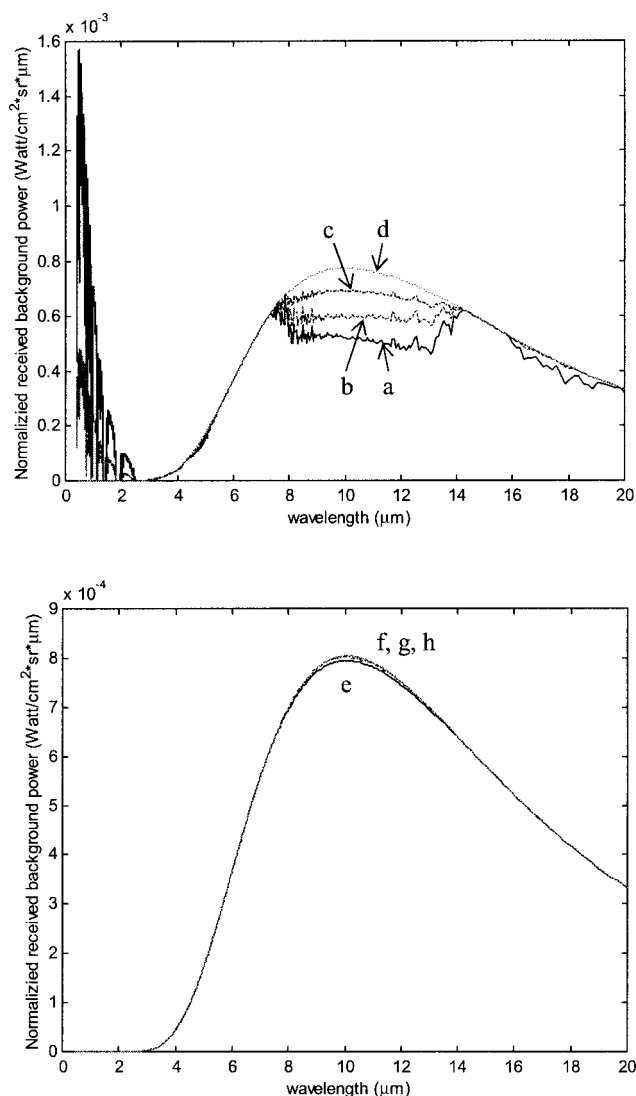 x 10⁻³
1.6
1.4
1.2
1
0.8
0.6
0.4
0.2
0
Normalizied received background power (Watt/cm²*sr*μm)
c
d
b
a
0 2 4 6 8 10 12 14 16 18 20
wavelength (μm)
x 10⁻⁴
9
8
7
6
5
4
3
2
1
0
Normalizied received background power (Watt/cm²*sr*μm)
f, g, h
e
0 2 4 6 8 10 12 14 16 18 20
wavelength (μm)